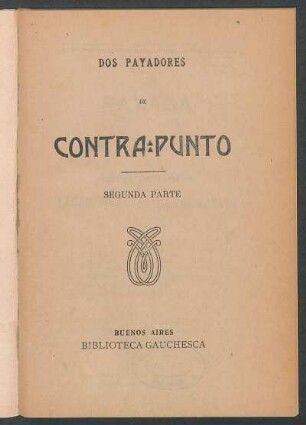 DOS PAYADORES
DE
CONTRA-PUNTO
SEGUNDA PARTE
BUENOS AIRES
BIBLIOTECA GAUCHESCA